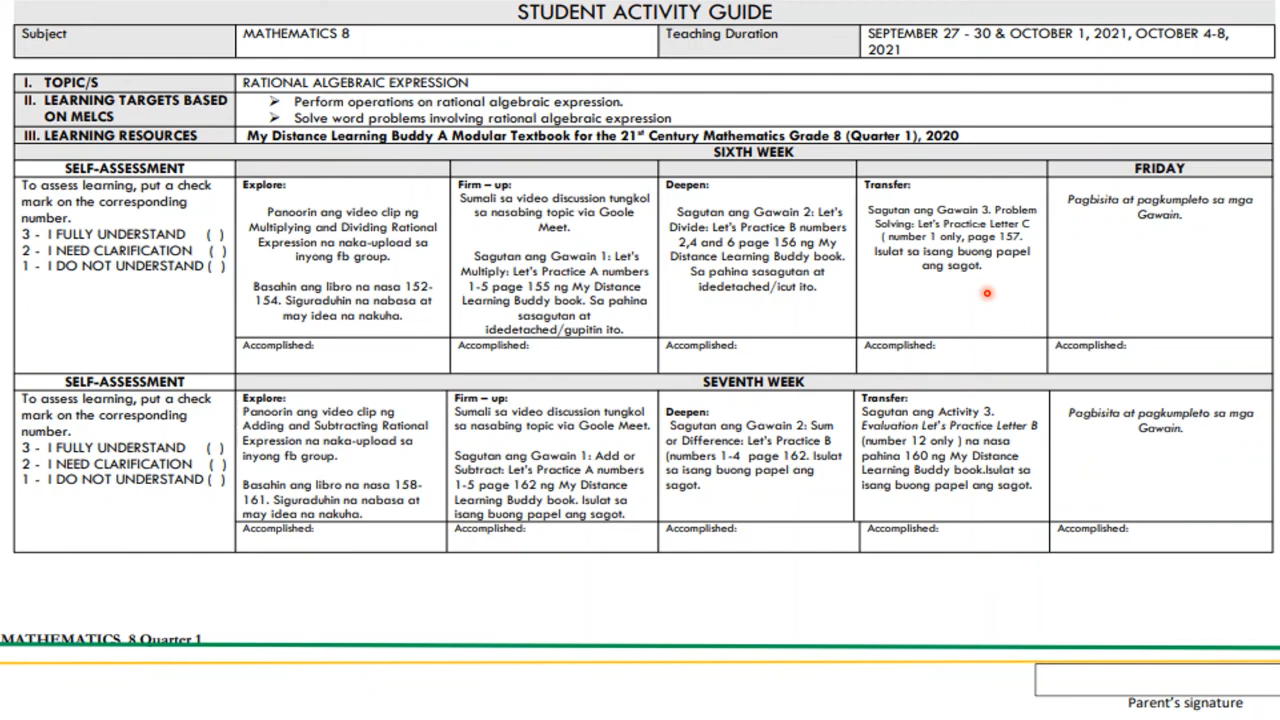 STUDENT ACTIVITY GUIDE
Subject
MATHEMATICS 8
Teaching Duration
SEPTEMBER 27 - 30 & OCTOBER 1, 2021, OCTOBER 4-8,
2021
I. TOPIC/S
RATIONAL ALGEBRAIC EXPRESSION
II. LEARNING TARGETS BASED
ON MELCS
➢ Perform operations on rational algebraic expression.
➢ Solve word problems involving rational algebraic expression
III. LEARNING RESOURCES
My Distance Learning Buddy A Modular Textbook for the 21st Century Mathematics Grade 8 (Quarter 1), 2020
SIXTH WEEK
SELF-ASSESSMENT
FRIDAY
To assess learning, put a check
mark on the corresponding
number.
3 - I FULLY UNDERSTAND ( )
2 - I NEED CLARIFICATION ( )
1 - I DO NOT UNDERSTAND ( )
Explore:
Panoorin ang video clip ng
Multiplying and Dividing Rational
Expression na naka-upload sa
inyong fb group.
Basahin ang libro na nasa 152-
154. Siguraduhin na nabasa at
may idea na nakuha.
Firm – up:
Sumali sa video discussion tungkol
sa nasabing topic via Goole
Meet.
Sagutan ang Gawain 1: Let's
Multiply: Let's Practice A numbers
1-5 page 155 ng My Distance
Learning Buddy book. Sa pahina
sasagutan at
idedetached/gupitin ito.
Deepen:
Sagutan ang Gawain 2: Let's
Divide: Let's Practice B numbers
2,4 and 6 page 156 ng My
Distance Learning Buddy book.
Sa pahina sasagutan at
idedetached/icut ito.
Transfer:
Sagutan ang Gawain 3. Problem
Solving: Let's Practice Letter C
( number 1 only, page 157.
Isulat sa isang buong papel
ang sagot.
Pagbisita at pagkumpleto sa mga
Gawain.
Accomplished:
Accomplished:
Accomplished:
Accomplished:
Accomplished:
SELF-ASSESSMENT
SEVENTH WEEK
To assess learning, put a check
mark on the corresponding
number.
3 - I FULLY UNDERSTAND ( )
2 - I NEED CLARIFICATION ( )
1 - I DO NOT UNDERSTAND ( )
Explore:
Panoorin ang video clip ng
Adding and Subtracting Rational
Expression na naka-upload sa
inyong fb group.
Basahin ang libro na nasa 158-
161. Siguraduhin na nabasa at
may idea na nakuha.
Firm – up:
Sumali sa video discussion tungkol
sa nasabing topic via Goole Meet.
Sagutan ang Gawain 1: Add or
Subtract: Let's Practice A numbers
1-5 page 162 ng My Distance
Learning Buddy book. Isulat sa
isang buong papel ang sagot.
Deepen:
Sagutan ang Gawain 2: Sum
or Difference: Let's Practice B
(numbers 1-4 page 162. Isulat
sa isang buong papel ang
sagot.
Transfer:
Sagutan ang Activity 3.
Evaluation Let's Practice Letter B
(number 12 only ) na nasa
pahina 160 ng My Distance
Learning Buddy book.Isulat sa
isang buong papel ang sagot.
Pagbisita at pagkumpleto sa mga
Gawain.
Accomplished:
Accomplished:
Accomplished:
Accomplished:
Accomplished:
MATHEMATICS 8 Quarter 1
Parent's signature